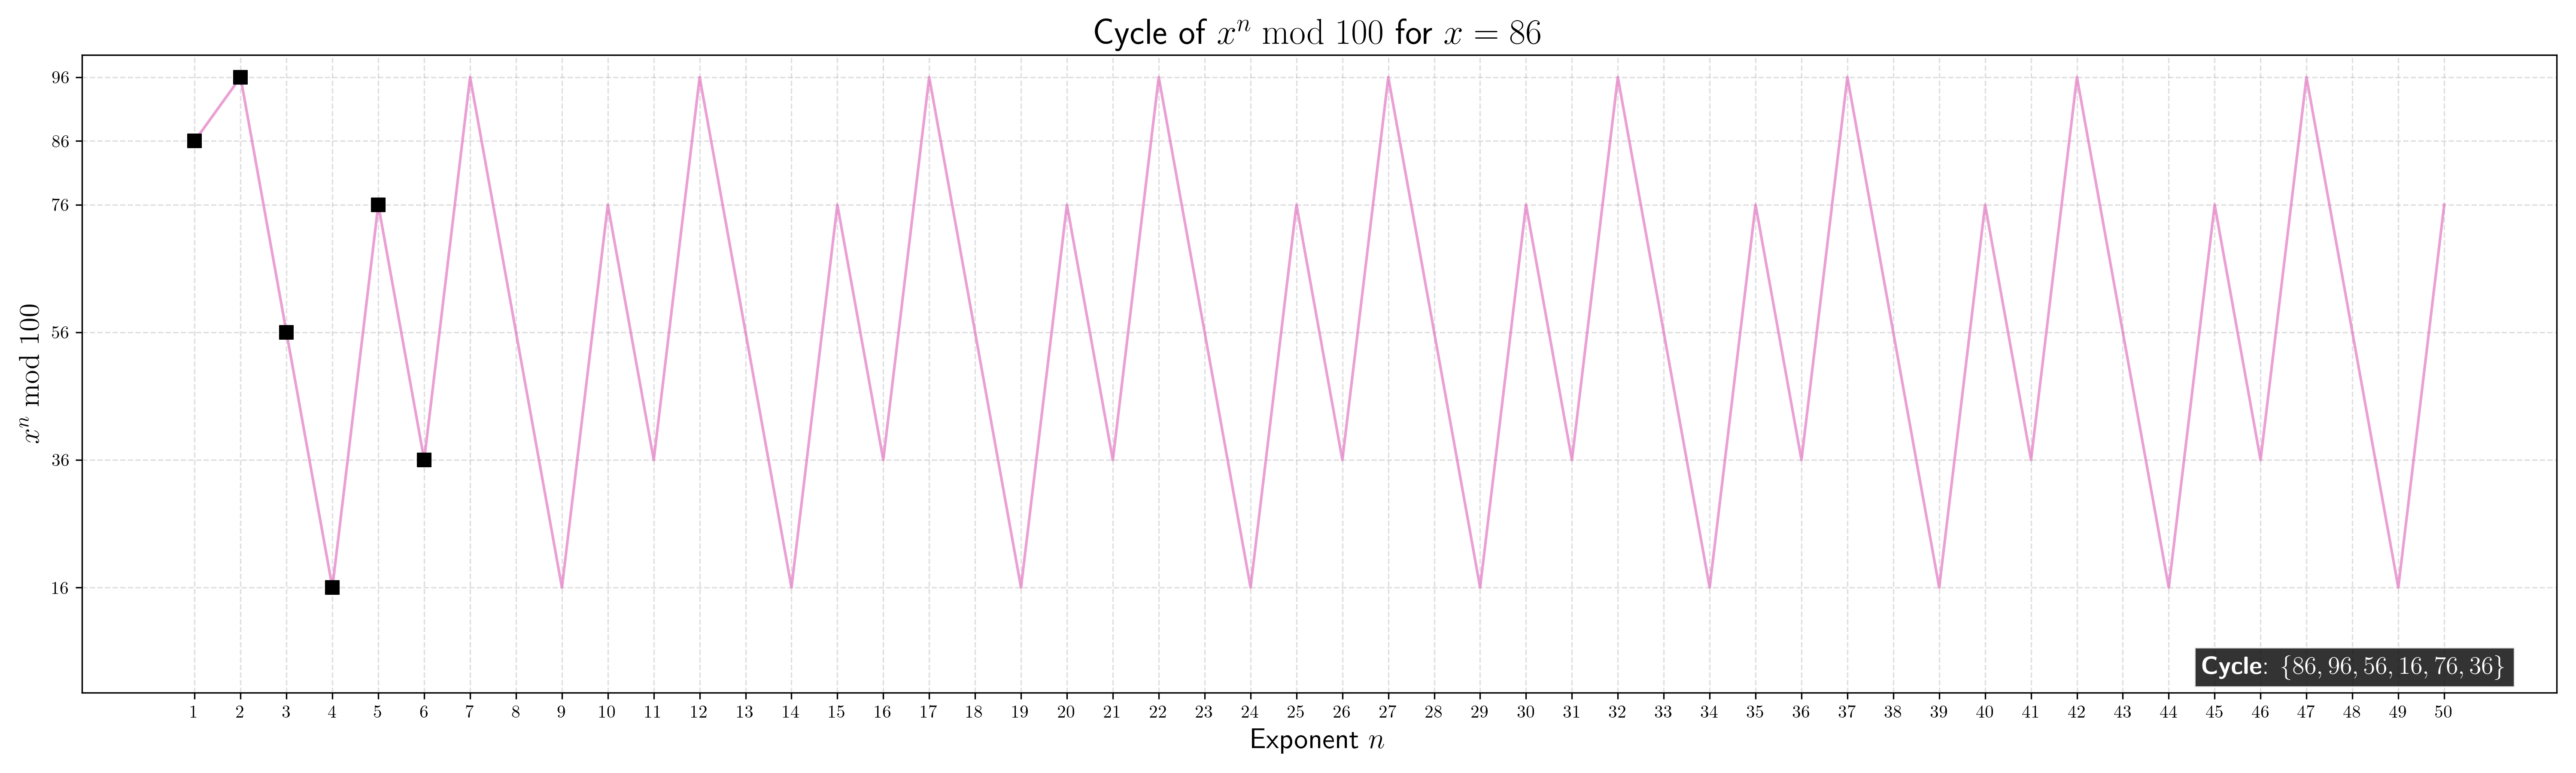 Cycle of $x^n$ mod 100 for $x = 86$
$x^n$ mod 100
96
86
76
56
36
16
Cycle: {86, 96, 56, 16, 76, 36}
1 2 3 4 5 6 7 8 9 10 11 12 13 14 15 16 17 18 19 20 21 22 23 24 25 26 27 28 29 30 31 32 33 34 35 36 37 38 39 40 41 42 43 44 45 46 47 48 49 50
Exponent $n$